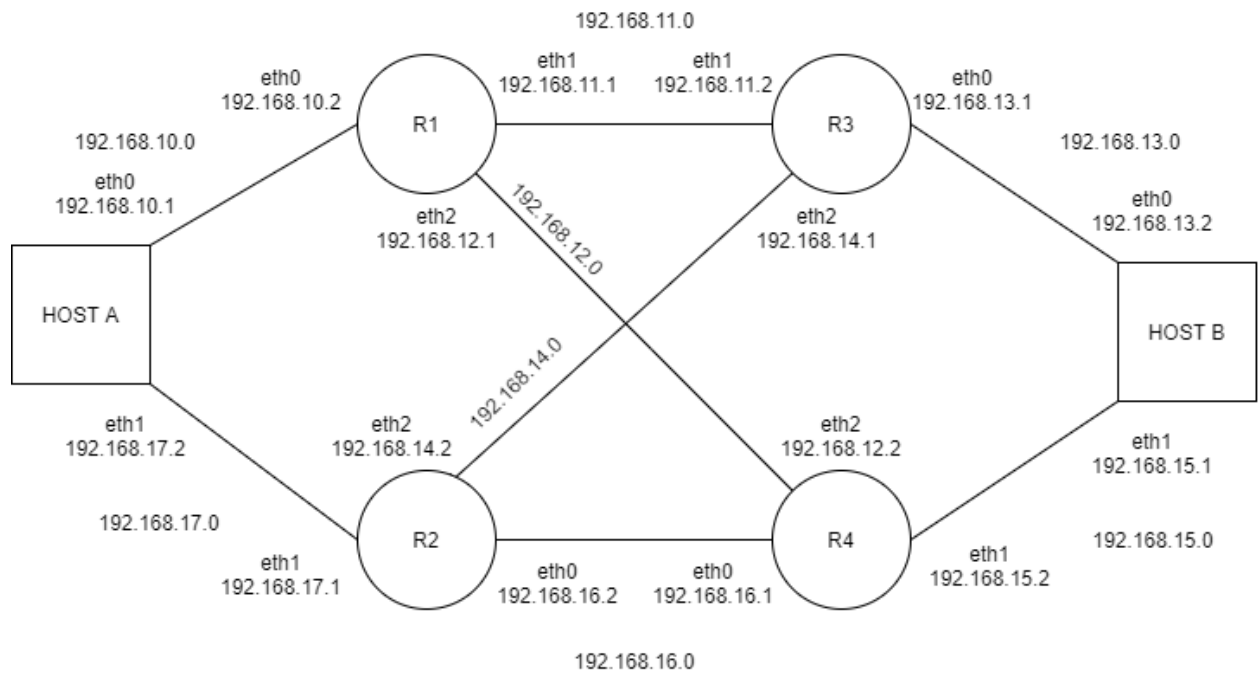 192.168.11.0
eth0
192.168.10.2
eth1
192.168.11.1
eth1
192.168.11.2
eth0
192.168.13.1
R1
R3
192.168.10.0
192.168.13.0
eth0
192.168.10.1
eth0
192.168.13.2
eth2
192.168.12.1
192.168.12.0
eth2
192.168.14.1
HOST A
HOST B
192.168.14.0
eth1
192.168.17.2
eth2
192.168.14.2
eth2
192.168.12.2
eth1
192.168.15.1
192.168.17.0
R2
R4
192.168.15.0
eth1
192.168.17.1
eth0
192.168.16.2
eth0
192.168.16.1
eth1
192.168.15.2
192.168.16.0